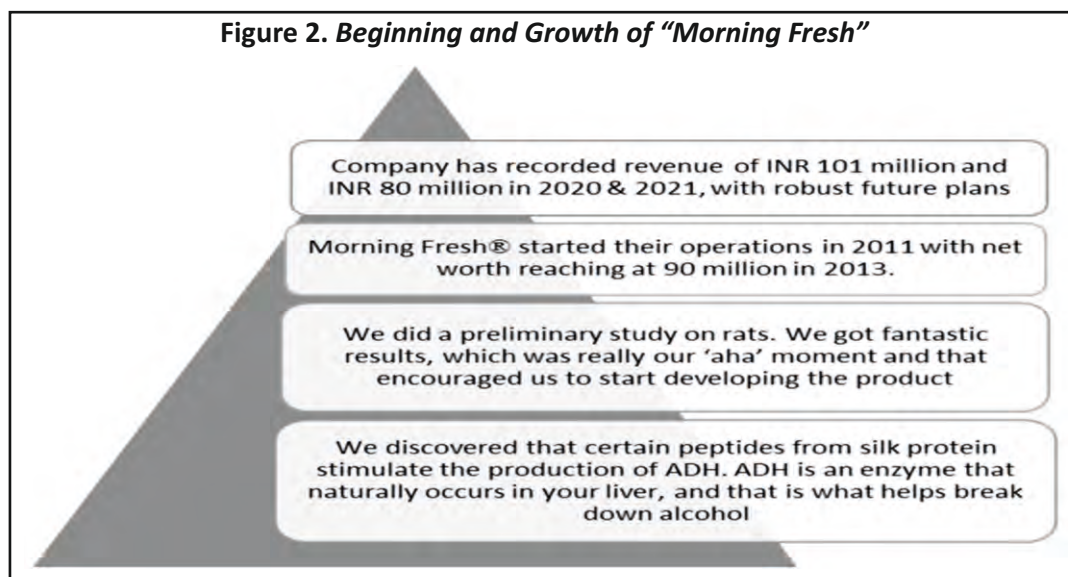 Figure 2. Beginning and Growth of “Morning Fresh”
Company has recorded revenue of INR 101 million and
INR 80 million in 2020 & 2021, with robust future plans
Morning Fresh® started their operations in 2011 with net
worth reaching at 90 million in 2013.
We did a preliminary study on rats. We got fantastic
results, which was really our ‘aha’ moment and that
encouraged us to start developing the product
We discovered that certain peptides from silk protein
stimulate the production of ADH. ADH is an enzyme that
naturally occurs in your liver, and that is what helps break
down alcohol